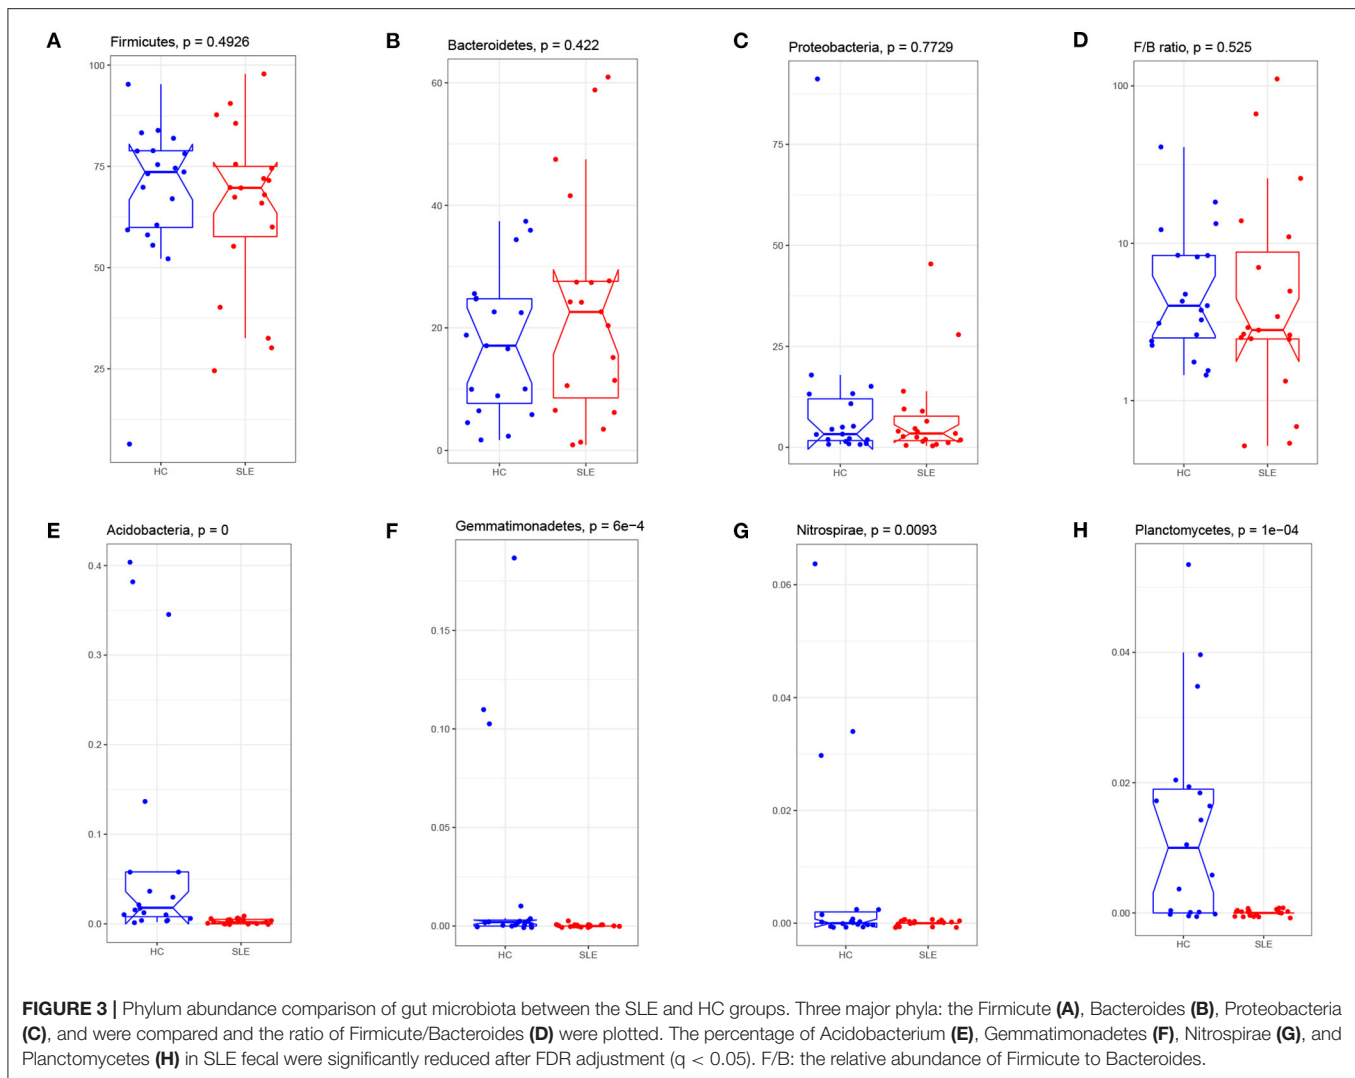 A
Firmicutes, p = 0.4926
100
75
50
25
HC
SLE
B
Bacteroidetes, p = 0.422
60
40
20
0
HC
SLE
C
Proteobacteria, p = 0.7729
75
50
25
0
HC
SLE
D
F/B ratio, p = 0.525
100
10
1
HC
SLE
E
Acidobacteria, p = 0
0.4
0.3
0.2
0.1
0.0
HC
SLE
F
Gemmatimonadetes, p = 6e−4
0.15
0.10
0.05
0.00
HC
SLE
G
Nitrospirae, p = 0.0093
0.06
0.04
0.02
0.00
HC
SLE
H
Planctomycetes, p = 1e−04
0.04
0.02
0.00
HC
SLE
FIGURE 3 | Phylum abundance comparison of gut microbiota between the SLE and HC groups. Three major phyla: the Firmicute (A), Bacteroides (B), Proteobacteria
(C), and were compared and the ratio of Firmicute/Bacteroides (D) were plotted. The percentage of Acidobacterium (E), Gemmatimonadetes (F), Nitrospirae (G), and
Planctomycetes (H) in SLE fecal were significantly reduced after FDR adjustment (q < 0.05). F/B: the relative abundance of Firmicute to Bacteroides.